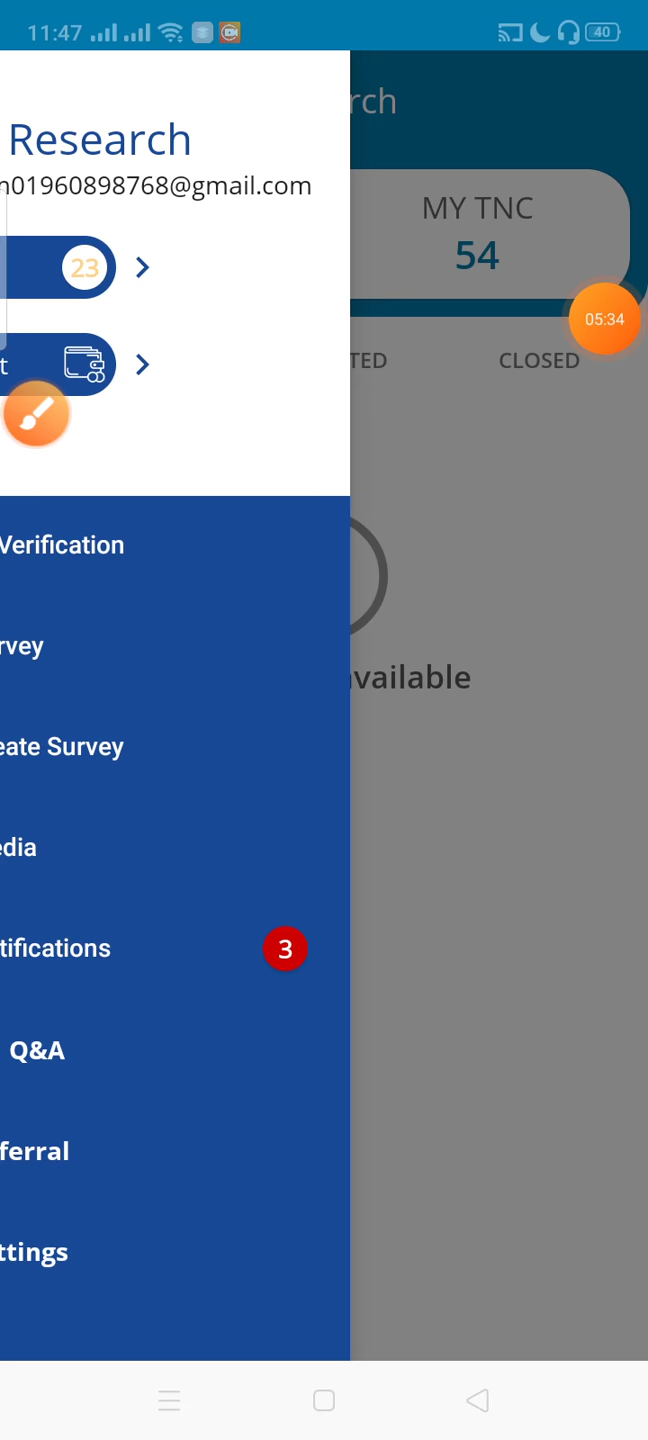 11:47
40
Research
rch
n01960898768@gmail.com
MY TNC
54
23
05:34
t
TED
CLOSED
Verification
rvey
vailable
eate Survey
edia
tifications
3
Q&A
ferral
ttings